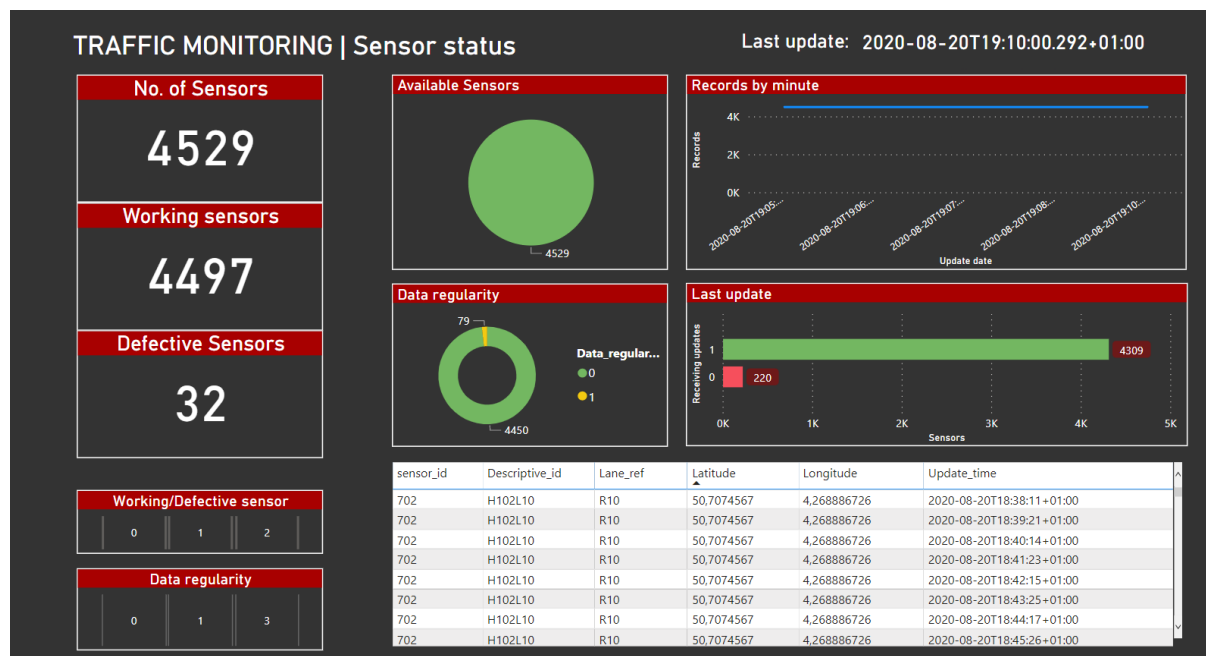 TRAFFIC MONITORING | Sensor status
Last update: 2020-08-20T19:10:00.292+01:00
No. of Sensors
4529
Working sensors
4497
Defective Sensors
32
Working/Defective sensor
0 1 2
Data regularity
0 1 3
Available Sensors
4529
Data regularity
79
4450
Data_regular...
0
1
Records by minute
Records
4K
2K
0K
2020-08-20T19:05:...
2020-08-20T19:06:...
2020-08-20T19:07:...
2020-08-20T19:08:...
2020-08-20T19:10:...
Update date
Last update
Receiving updates
1
4309
0
220
0K 1K 2K 3K 4K 5K
Sensors
sensor_id Descriptive_id Lane_ref Latitude Longitude Update_time
702 H102L10 R10 50,7074567 4,268886726 2020-08-20T18:38:11+01:00
702 H102L10 R10 50,7074567 4,268886726 2020-08-20T18:39:21+01:00
702 H102L10 R10 50,7074567 4,268886726 2020-08-20T18:40:14+01:00
702 H102L10 R10 50,7074567 4,268886726 2020-08-20T18:41:23+01:00
702 H102L10 R10 50,7074567 4,268886726 2020-08-20T18:42:15+01:00
702 H102L10 R10 50,7074567 4,268886726 2020-08-20T18:43:25+01:00
702 H102L10 R10 50,7074567 4,268886726 2020-08-20T18:44:17+01:00
702 H102L10 R10 50,7074567 4,268886726 2020-08-20T18:45:26+01:00